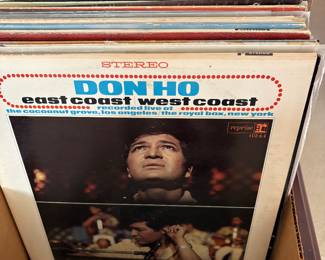 STEREO
DON HO
east coast west coast
recorded live at
the cocoanut grove, los angeles/the royal box, new york
reprise